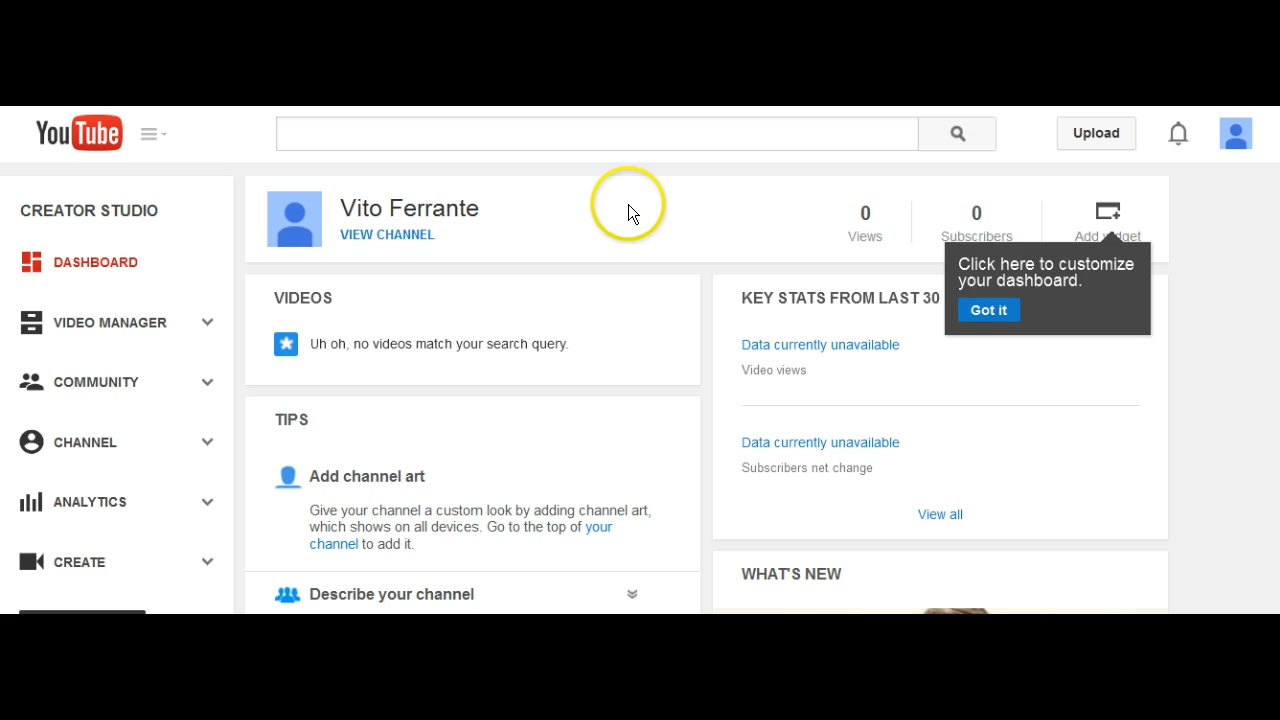 YouTube
Upload
CREATOR STUDIO
DASHBOARD
VIDEO MANAGER
COMMUNITY
CHANNEL
ANALYTICS
CREATE
Vito Ferrante
VIEW CHANNEL
0
Views
0
Subscribers
Add widget
Click here to customize
your dashboard.
Got it
VIDEOS
Uh oh, no videos match your search query.
TIPS
Add channel art
Give your channel a custom look by adding channel art,
which shows on all devices. Go to the top of your
channel to add it.
Describe your channel
KEY STATS FROM LAST 30
Data currently unavailable
Video views
Data currently unavailable
Subscribers net change
View all
WHAT'S NEW